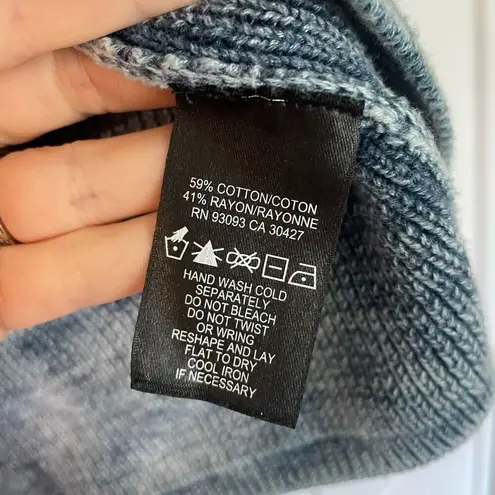 59% COTTON/COTON
41% RAYON/RAYONNE
RN 93093 CA 30427
HAND WASH COLD
SEPARATELY
DO NOT BLEACH
DO NOT TWIST
OR WRING
RESHAPE AND LAY
FLAT TO DRY
COOL IRON
IF NECESSARY